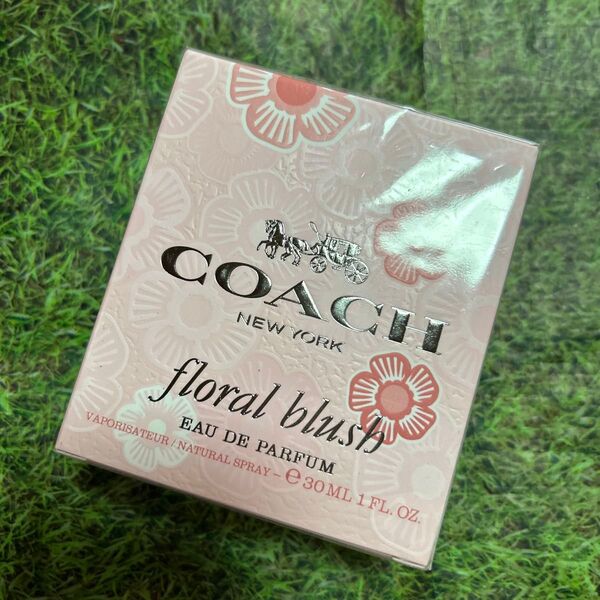 COACH
NEW YORK
floral blush
EAU DE PARFUM
VAPORISATEUR / NATURAL SPRAY – ℮ 30 ML 1 FL. OZ.